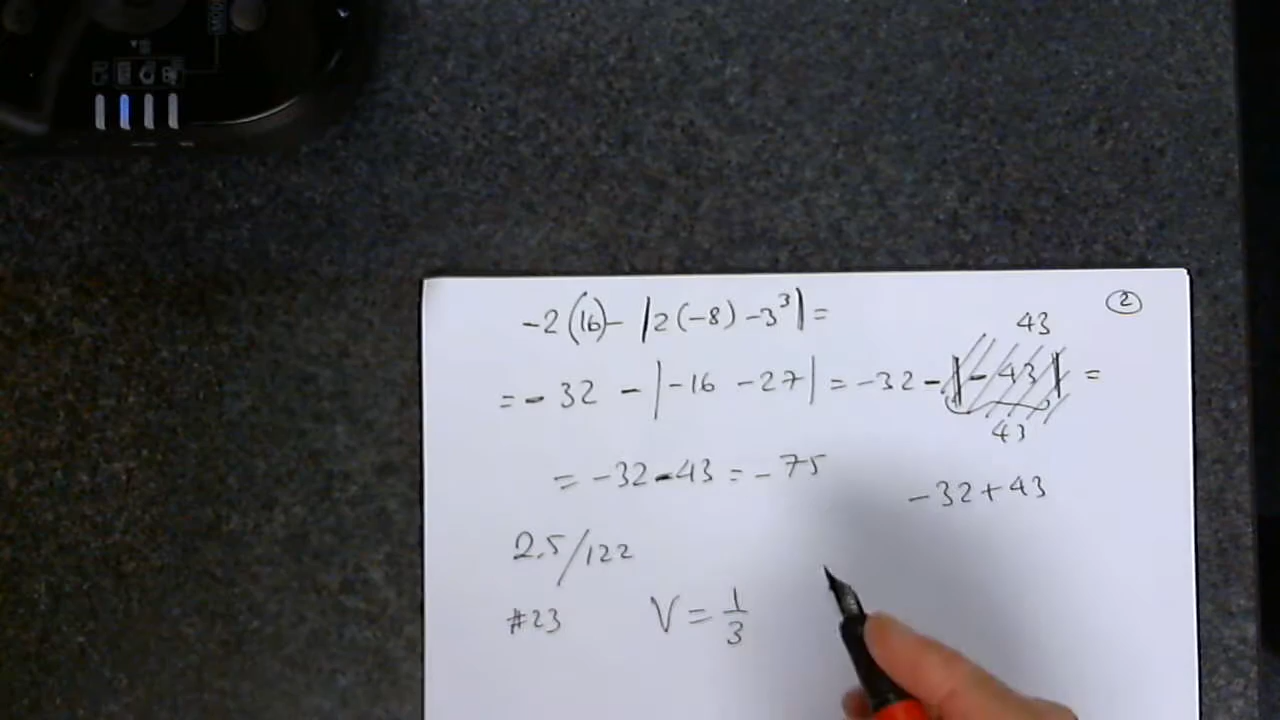 ②
-2(16)- |2(-8) -3³| =
43
= - 32 - |-16 -27| = -32 - |-43| =
43
= -32-43 = -75
-32+43
2.5/122
#23 V = 1/3